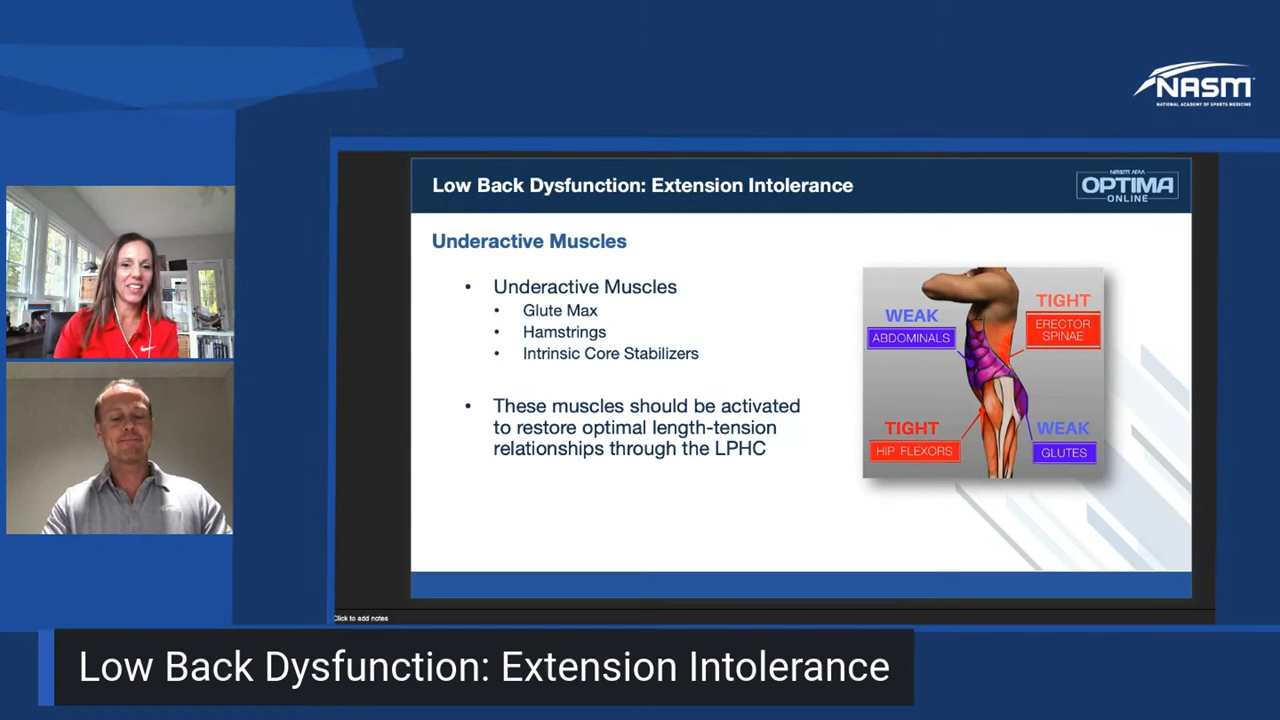 NASM
NATIONAL ACADEMY OF SPORTS MEDICINE
Low Back Dysfunction: Extension Intolerance
NASM AFAA
OPTIMA
ONLINE
Underactive Muscles
• Underactive Muscles
• Glute Max
• Hamstrings
• Intrinsic Core Stabilizers
• These muscles should be activated
to restore optimal length-tension
relationships through the LPHC
WEAK
ABDOMINALS
TIGHT
ERECTOR
SPINAE
TIGHT
HIP FLEXORS
WEAK
GLUTES
Click to add notes
Low Back Dysfunction: Extension Intolerance